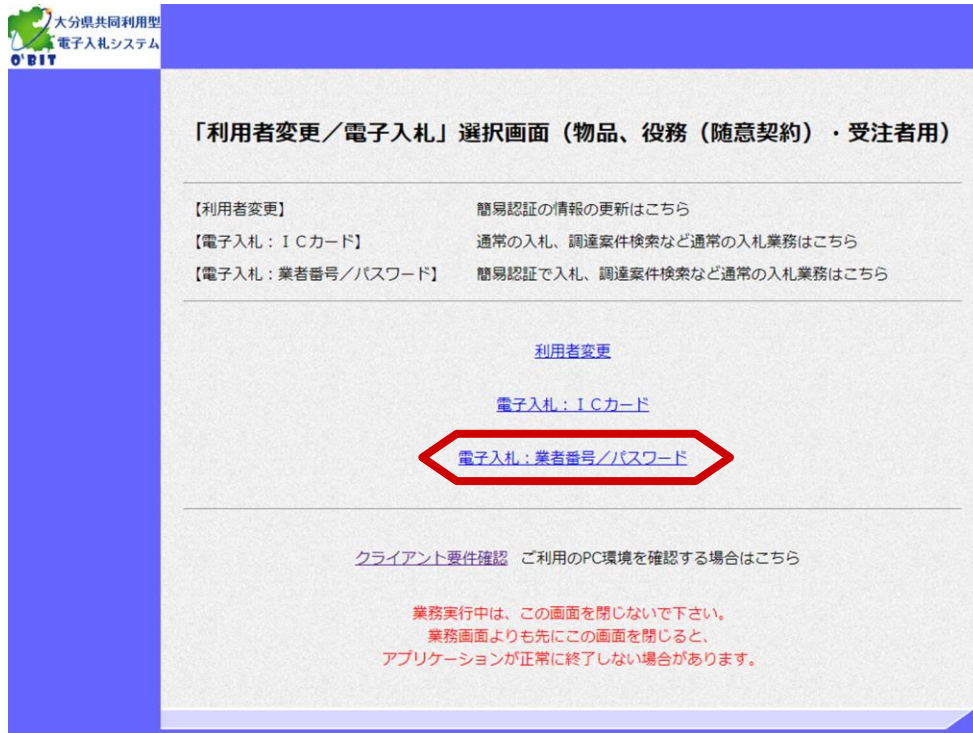 大分県共同利用型
電子入札システム
O'BIT
「利用者変更／電子入札」選択画面（物品、役務（随意契約）・受注者用）
【利用者変更】 簡易認証の情報の更新はこちら
【電子入札：ＩＣカード】 通常の入札、調達案件検索など通常の入札業務はこちら
【電子入札：業者番号／パスワード】 簡易認証で入札、調達案件検索など通常の入札業務はこちら
利用者変更
電子入札：ＩＣカード
電子入札：業者番号／パスワード
クライアント要件確認 ご利用のPC環境を確認する場合はこちら
業務実行中は、この画面を閉じないで下さい。
業務画面よりも先にこの画面を閉じると、
アプリケーションが正常に終了しない場合があります。